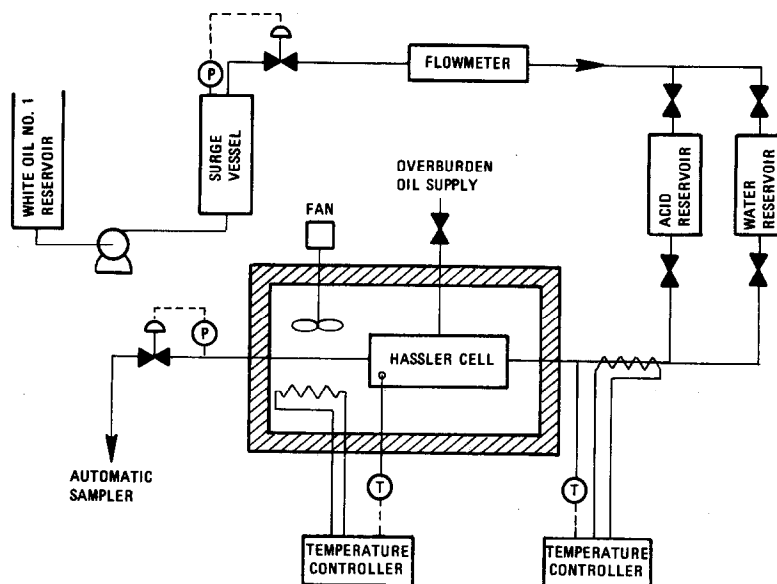 P
FLOWMETER
WHITE OIL NO. 1
RESERVOIR
SURGE
VESSEL
OVERBURDEN
OIL SUPPLY
ACID
RESERVOIR
WATER
RESERVOIR
FAN
P
HASSLER CELL
AUTOMATIC
SAMPLER
T
T
TEMPERATURE
CONTROLLER
TEMPERATURE
CONTROLLER